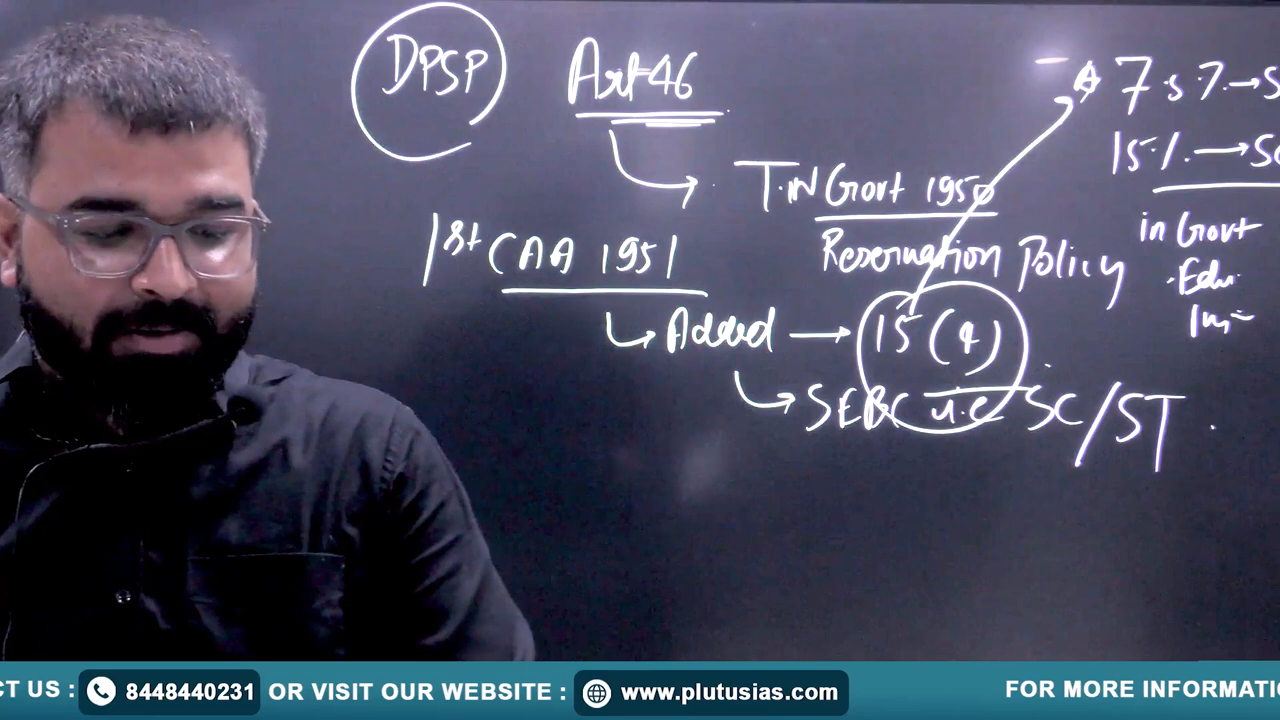 DPSP
Art 46
T.N Govt 1950
Reservation Policy
7.5% → S
15% → SC
in Govt
Edu.
1st CAA 1951
Added → 15(4)
SEBC SC/ST
CT US : 8448440231 OR VISIT OUR WEBSITE : www.plutusias.com FOR MORE INFORMATI